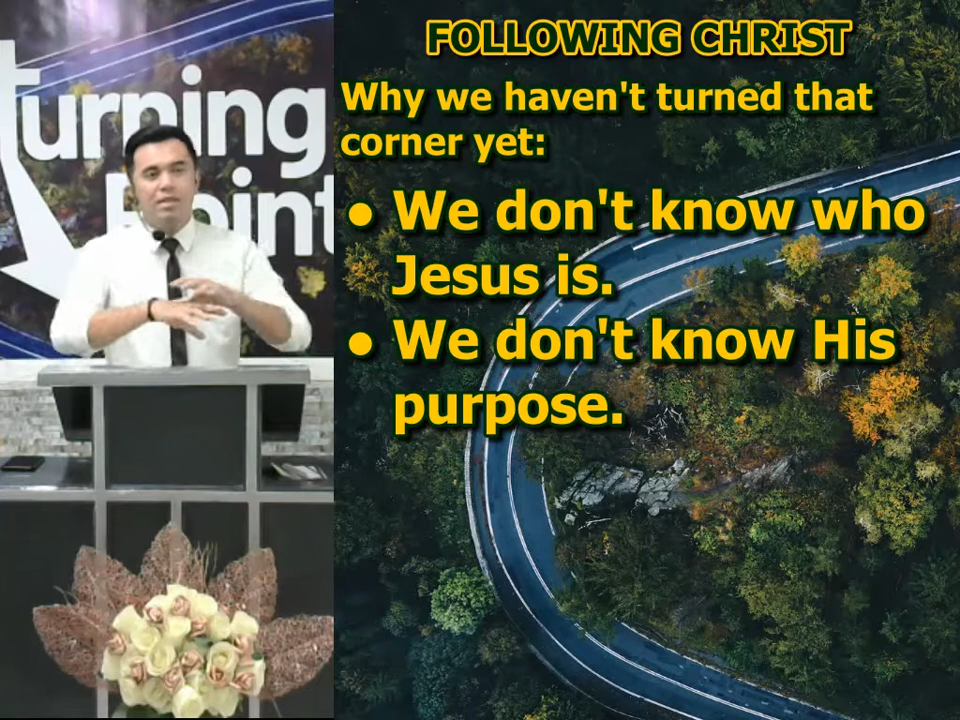 turning
Point
FOLLOWING CHRIST
Why we haven't turned that
corner yet:
● We don't know who
Jesus is.
● We don't know His
purpose.